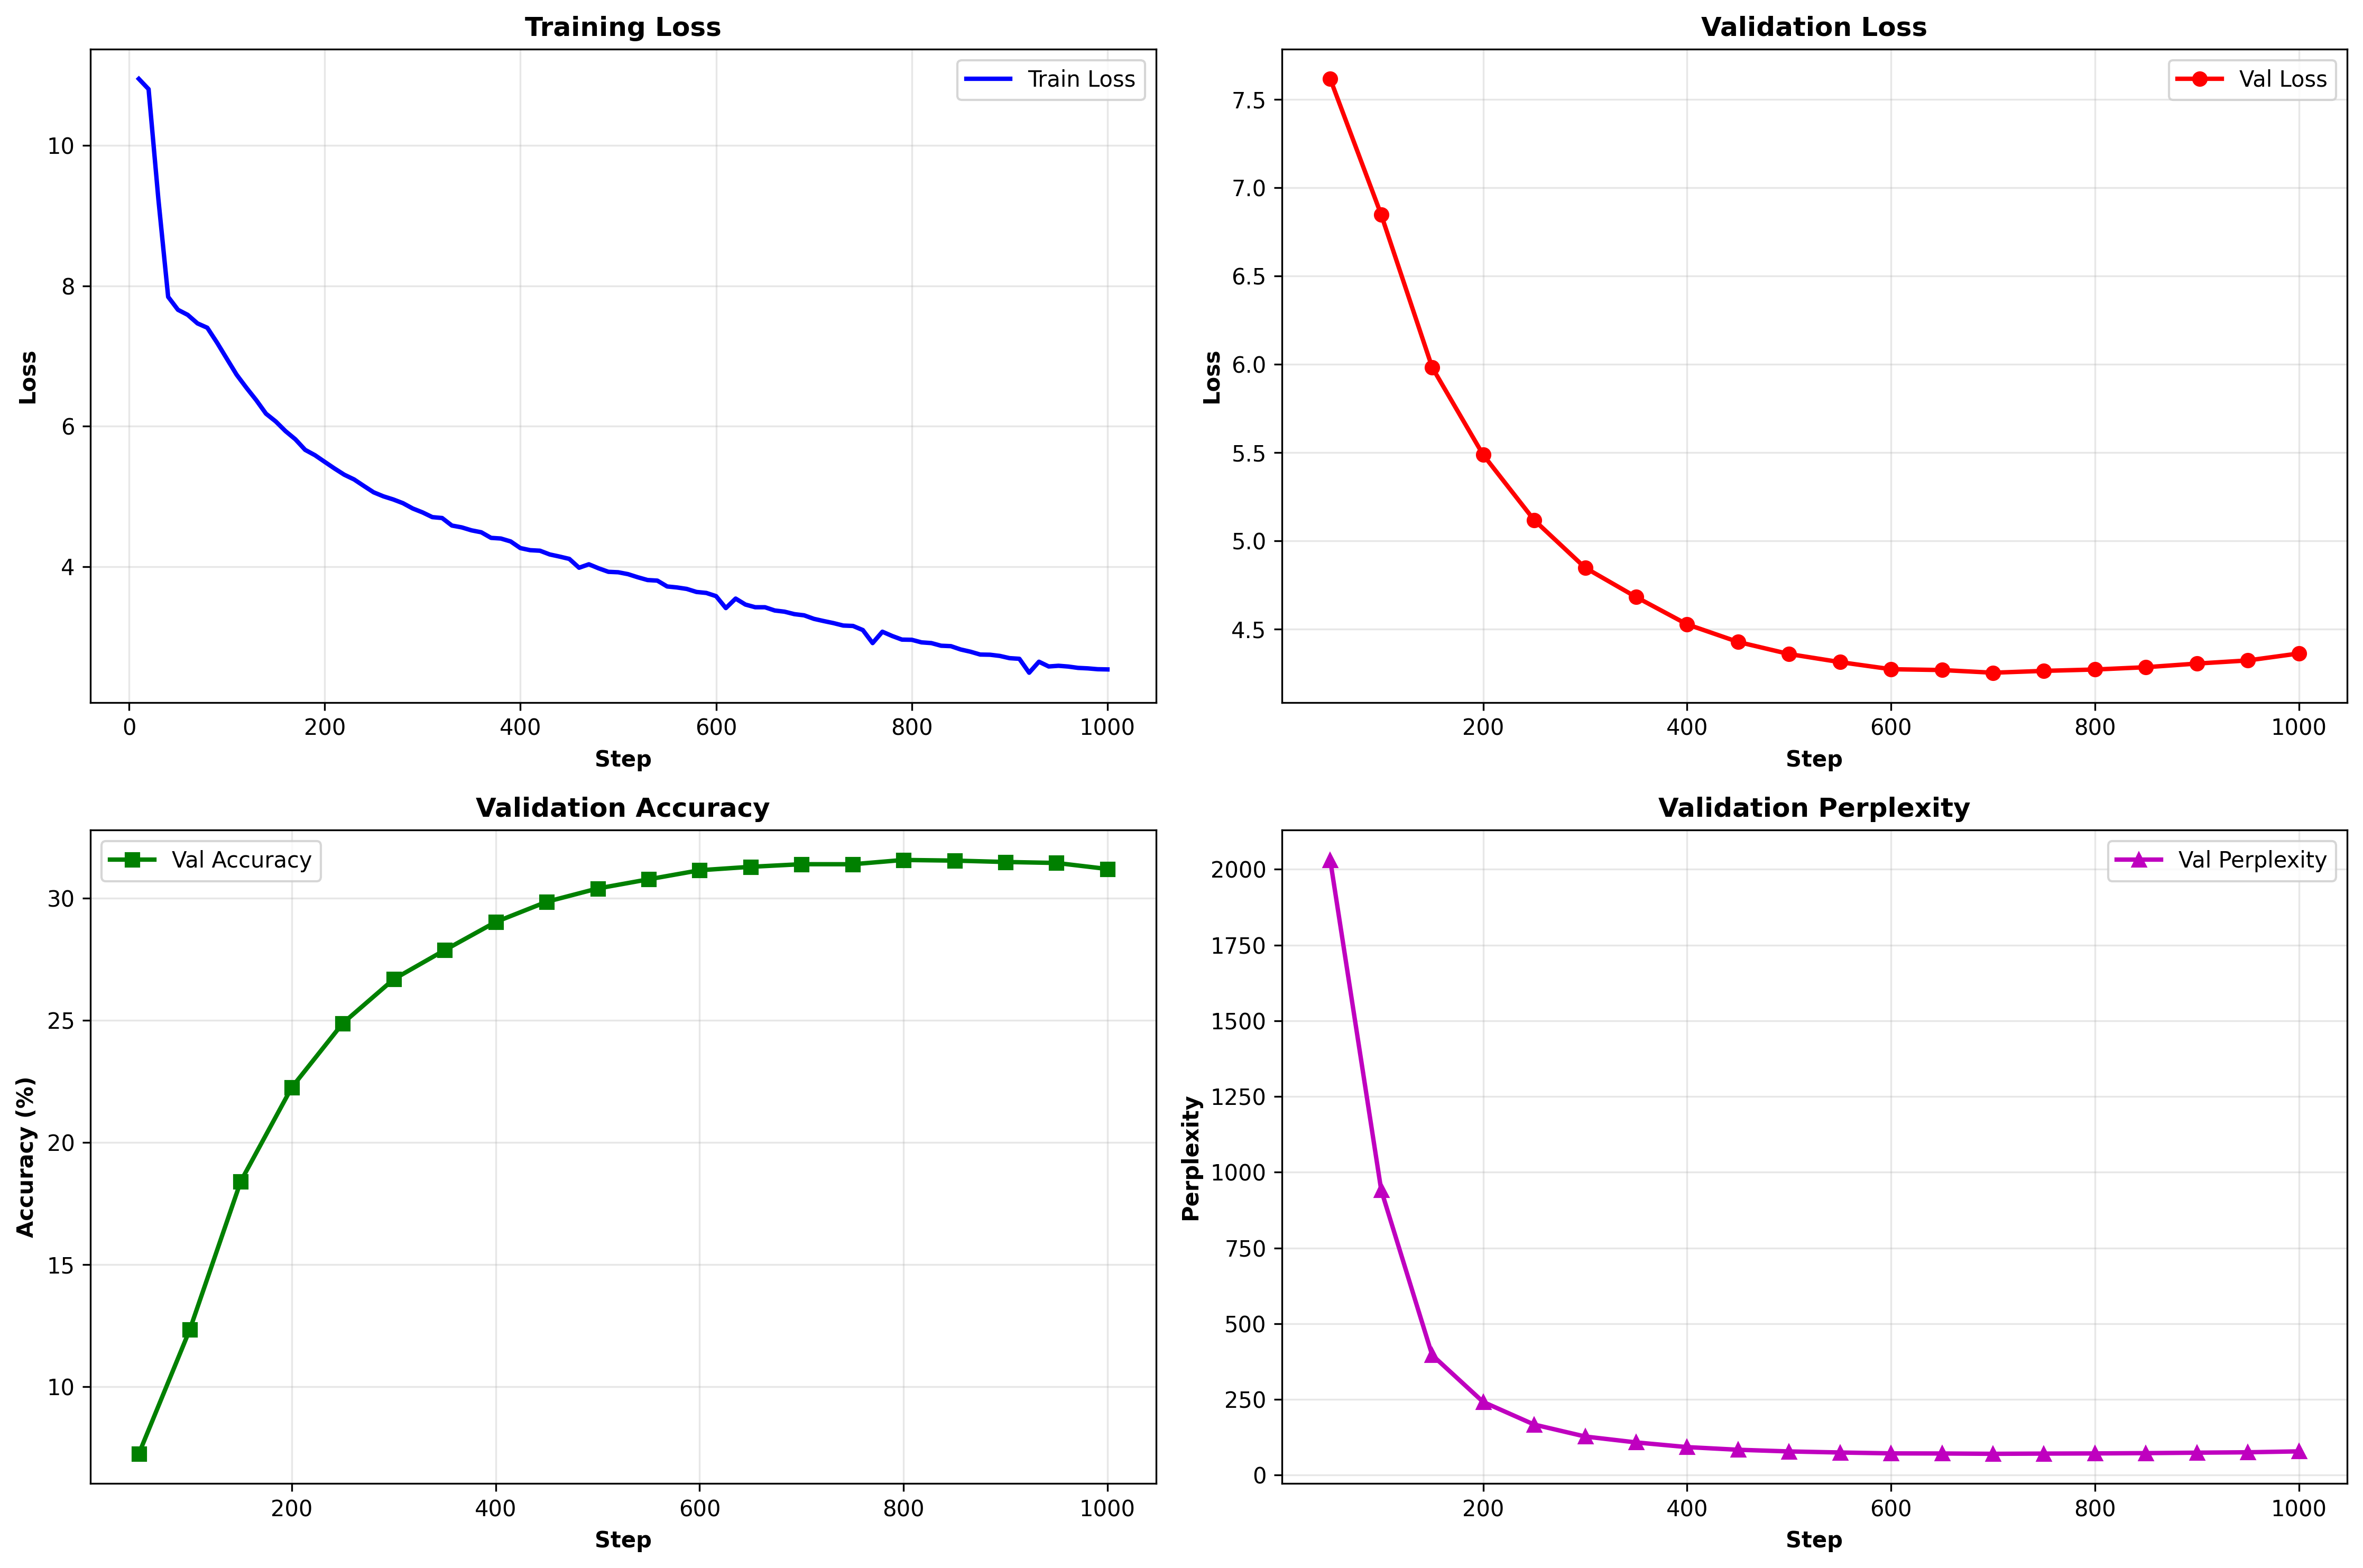 Training Loss
Train Loss
10
8
6
4
Loss
0 200 400 600 800 1000
Step
Validation Loss
Val Loss
7.5
7.0
6.5
6.0
5.5
5.0
4.5
Loss
200 400 600 800 1000
Step
Validation Accuracy
Val Accuracy
30
25
20
15
10
Accuracy (%)
200 400 600 800 1000
Step
Validation Perplexity
Val Perplexity
2000
1750
1500
1250
1000
750
500
250
0
Perplexity
200 400 600 800 1000
Step